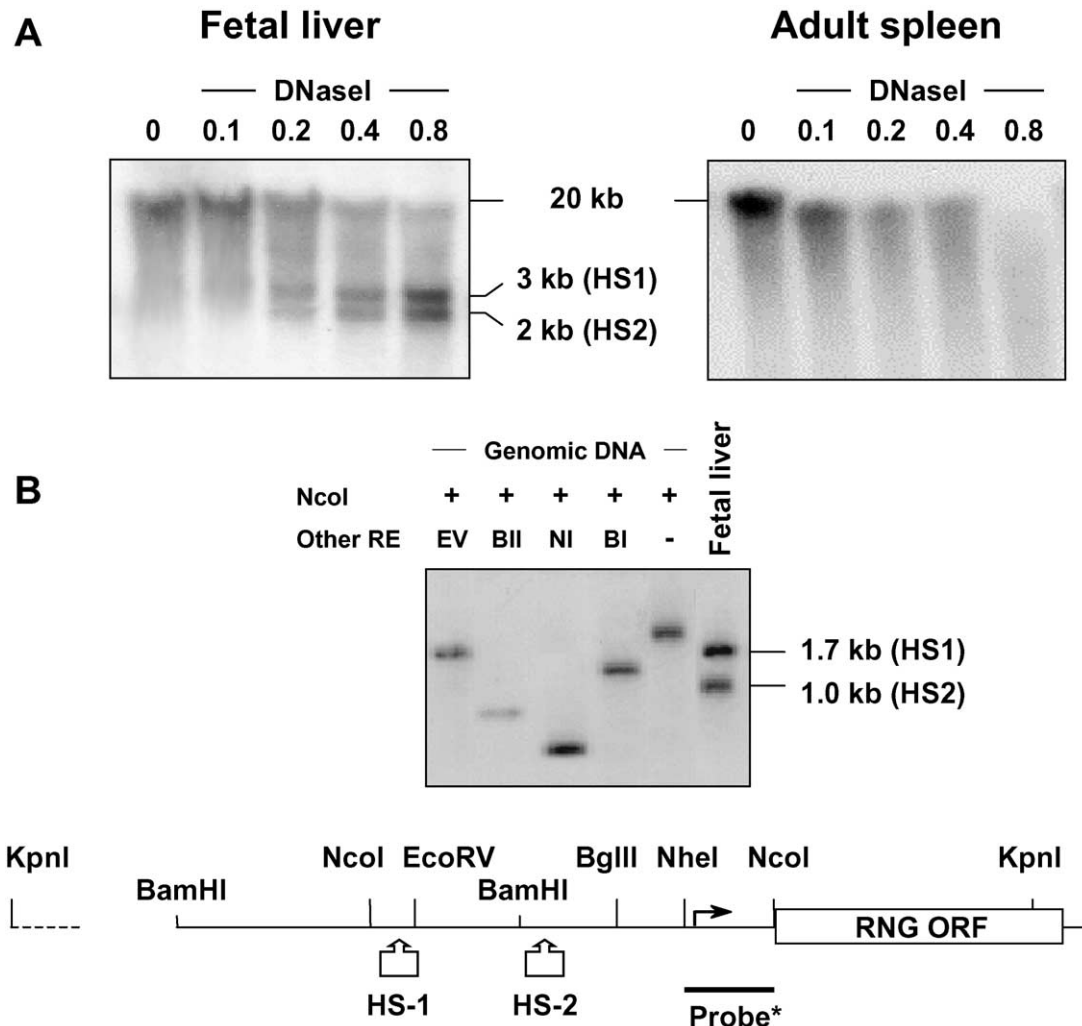 A
Fetal liver
Adult spleen
DNaseI
DNaseI
0 0.1 0.2 0.4 0.8
0 0.1 0.2 0.4 0.8
20 kb
3 kb (HS1)
2 kb (HS2)
B
Genomic DNA
Fetal liver
NcoI + + + + +
Other RE EV BII NI BI -
1.7 kb (HS1)
1.0 kb (HS2)
KpnI NcoI EcoRV BglII NheI NcoI KpnI
BamHI BamHI
RNG ORF
HS-1 HS-2
Probe*